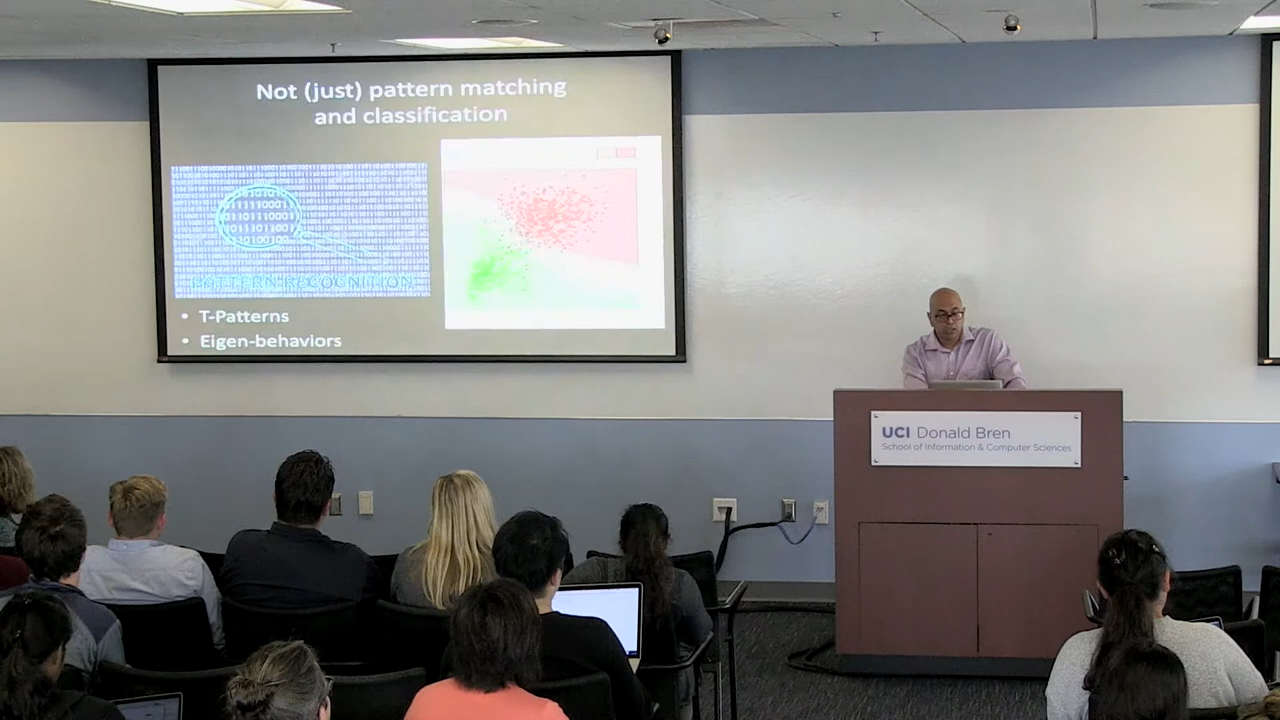 Not (just) pattern matching
and classification
PATTERN RECOGNITION
• T-Patterns
• Eigen-behaviors
UCI Donald Bren
School of Information & Computer Sciences